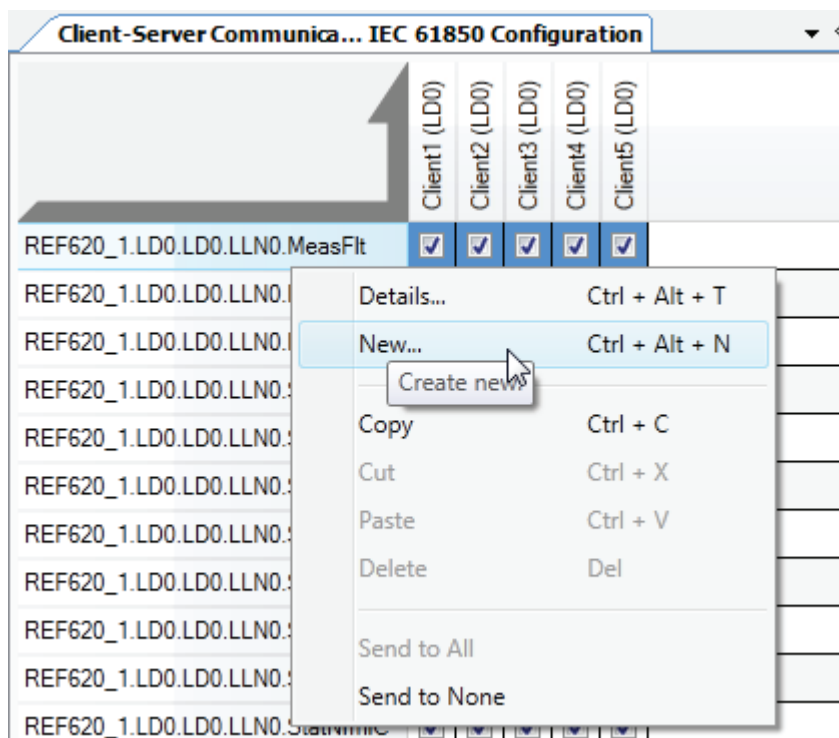 Client-Server Communica... IEC 61850 Configuration
Client1 (LD0)
Client2 (LD0)
Client3 (LD0)
Client4 (LD0)
Client5 (LD0)
REF620_1.LD0.LD0.LLN0.MeasFlt
REF620_1.LD0.LD0.LLN0.
Details... Ctrl + Alt + T
REF620_1.LD0.LD0.LLN0.
New... Ctrl + Alt + N
Create new.
REF620_1.LD0.LD0.LLN0.
REF620_1.LD0.LD0.LLN0.
Copy Ctrl + C
REF620_1.LD0.LD0.LLN0.
Cut Ctrl + X
REF620_1.LD0.LD0.LLN0.
Paste Ctrl + V
REF620_1.LD0.LD0.LLN0.
Delete Del
REF620_1.LD0.LD0.LLN0.
Send to All
REF620_1.LD0.LD0.LLN0.
Send to None
REF620_1.LD0.LD0.LLN0.